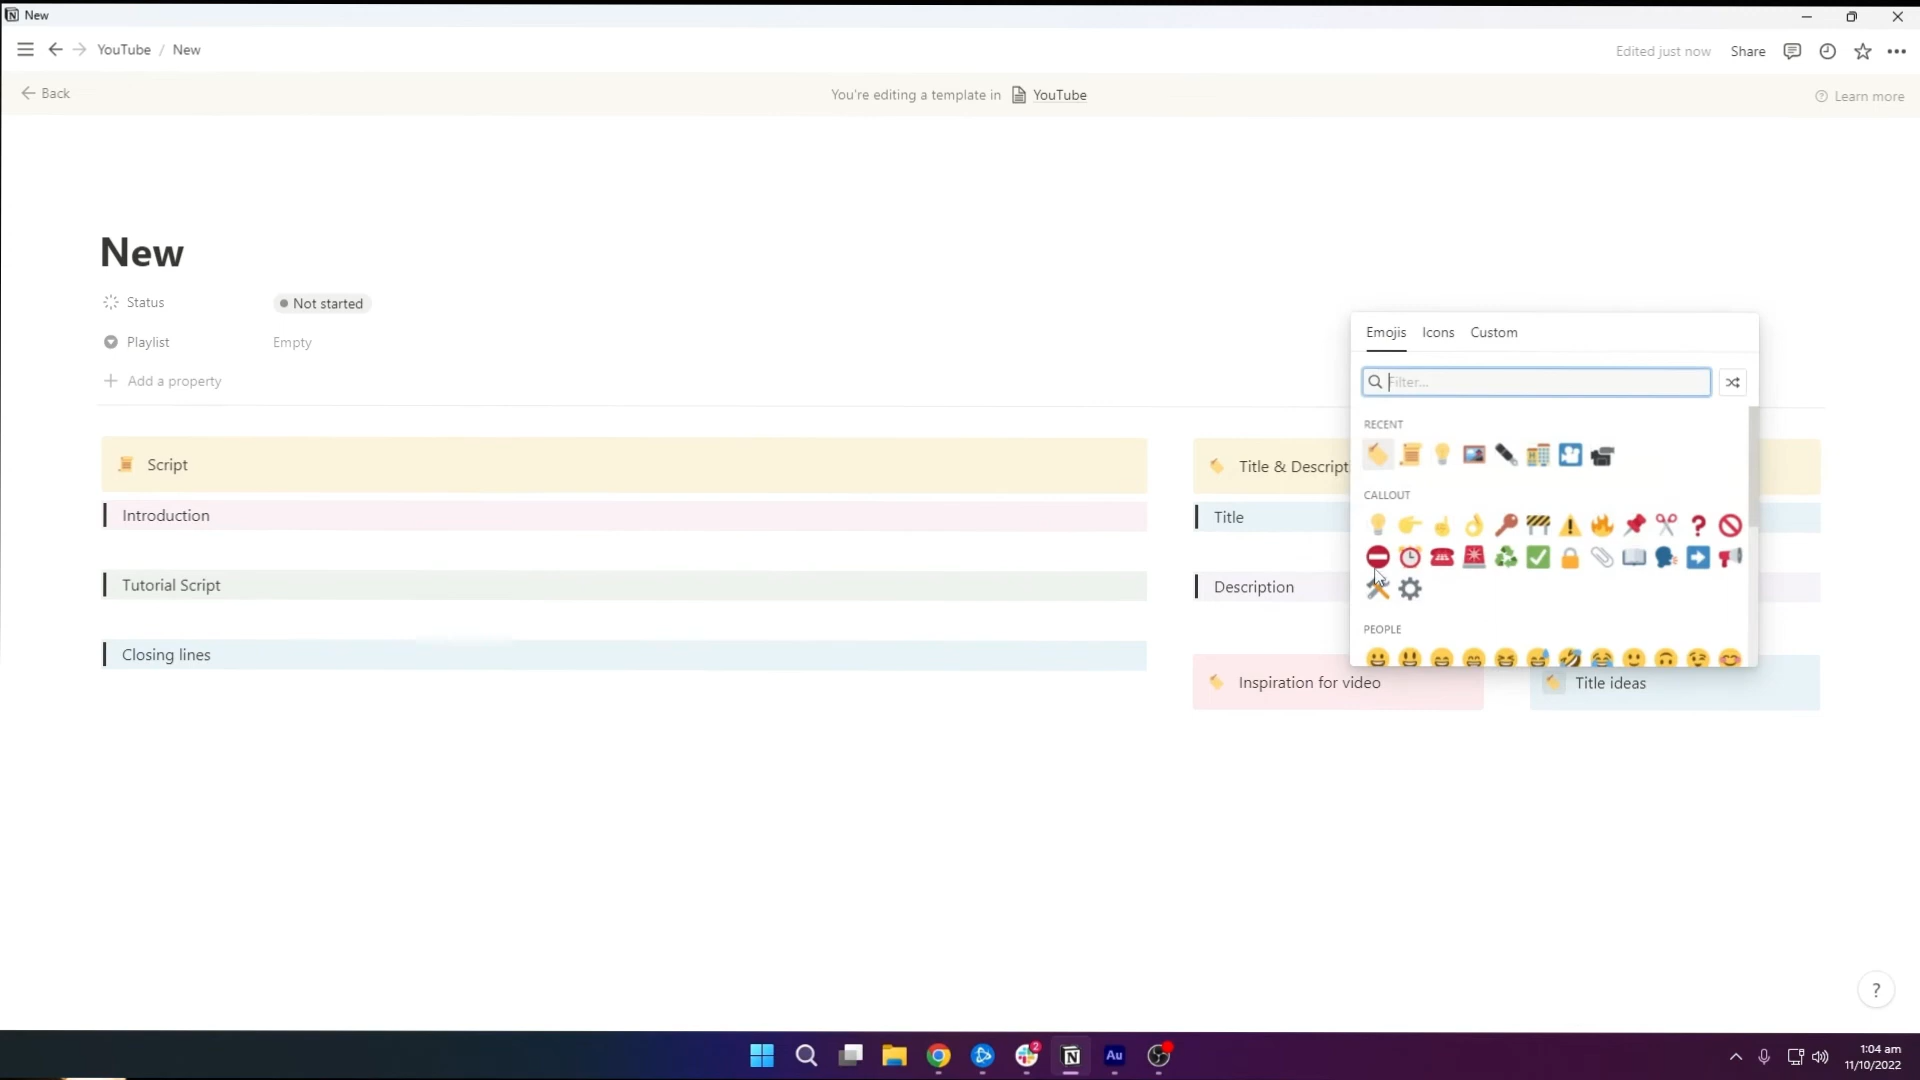 New
YouTube / New
Edited just now Share
Back
You're editing a template in YouTube
Learn more
New
Status Not started
Playlist Empty
Add a property
Script
Introduction
Tutorial Script
Closing lines
Title & Descript
Title
Description
Inspiration for video
Title ideas
Emojis Icons Custom
Filter...
RECENT
CALLOUT
PEOPLE
?
2
Au
1:04 am
11/10/2022